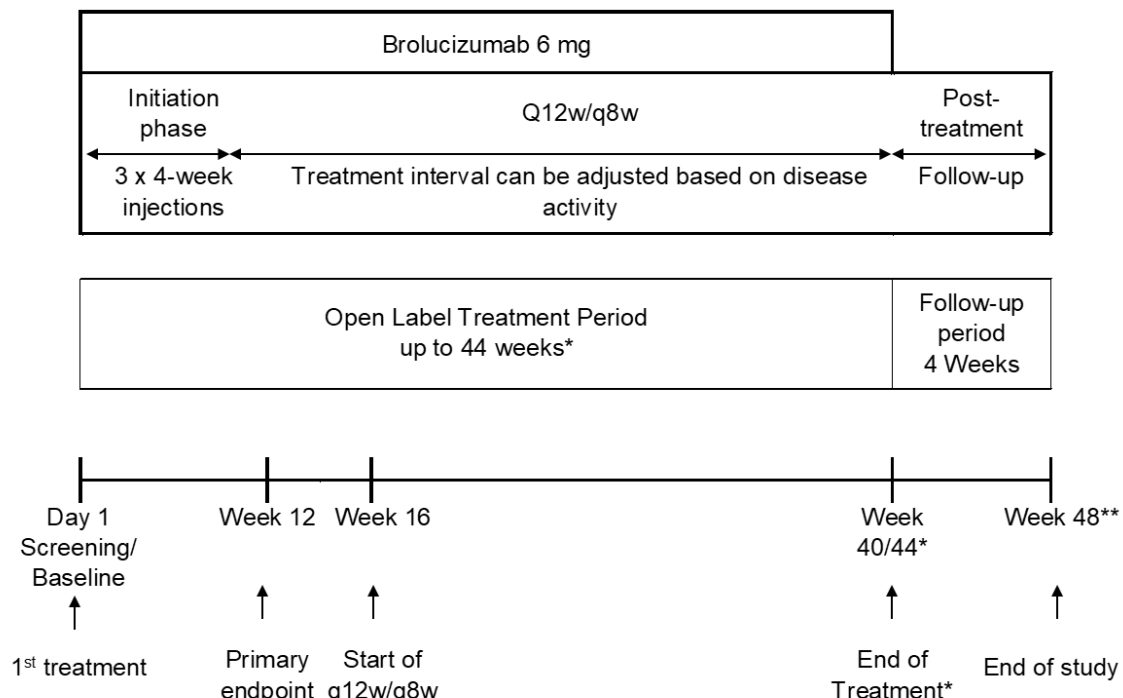 Brolucizumab 6 mg
Initiation
phase
3 x 4-week
injections
Q12w/q8w
Treatment interval can be adjusted based on disease
activity
Post-
treatment
Follow-up
Open Label Treatment Period
up to 44 weeks*
Follow-up
period
4 Weeks
Day 1
Screening/
Baseline
Week 12
Week 16
Week
40/44*
Week 48**
1st treatment
Primary
endpoint
Start of
q12w/q8w
End of
Treatment*
End of study